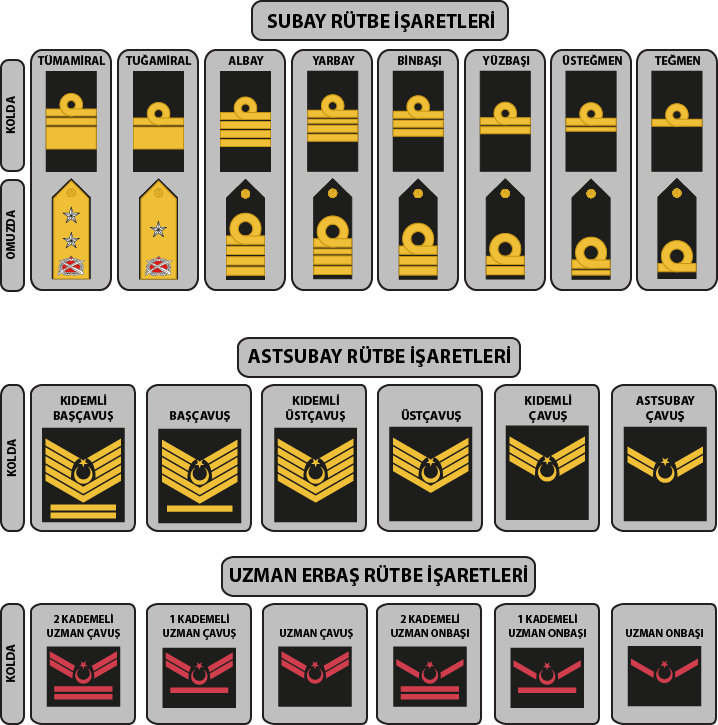 SUBAY RÜTBE İŞARETLERİ
TÜMAMİRAL
TUĞAMİRAL
ALBAY
YARBAY
BİNBAŞI
YÜZBAŞI
ÜSTEĞMEN
TEĞMEN
KOLDA
OMUZDA
ASTSUBAY RÜTBE İŞARETLERİ
KIDEMLİ
BAŞÇAVUŞ
BAŞÇAVUŞ
KIDEMLİ
ÜSTÇAVUŞ
ÜSTÇAVUŞ
KIDEMLİ
ÇAVUŞ
ASTSUBAY
ÇAVUŞ
KOLDA
UZMAN ERBAŞ RÜTBE İŞARETLERİ
2 KADEMELİ
UZMAN ÇAVUŞ
1 KADEMELİ
UZMAN ÇAVUŞ
UZMAN ÇAVUŞ
2 KADEMELİ
UZMAN ONBAŞI
1 KADEMELİ
UZMAN ONBAŞI
UZMAN ONBAŞI
KOLDA